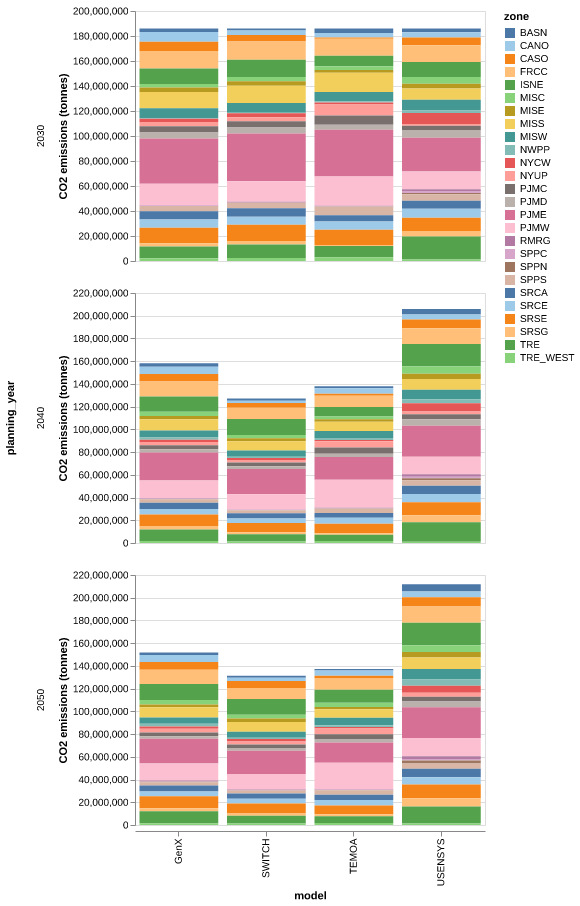 zone
BASN
CANO
CASO
FRCC
ISNE
MISC
MISE
MISS
MISW
NWPP
NYCW
NYUP
PJMC
PJMD
PJME
PJMW
RMRG
SPPC
SPPN
SPPS
SRCA
SRCE
SRSE
SRSG
TRE
TRE_WEST
planning_year
2030
CO2 emissions (tonnes)
200,000,000
180,000,000
160,000,000
140,000,000
120,000,000
100,000,000
80,000,000
60,000,000
40,000,000
20,000,000
0
2040
CO2 emissions (tonnes)
220,000,000
200,000,000
180,000,000
160,000,000
140,000,000
120,000,000
100,000,000
80,000,000
60,000,000
40,000,000
20,000,000
0
2050
CO2 emissions (tonnes)
220,000,000
200,000,000
180,000,000
160,000,000
140,000,000
120,000,000
100,000,000
80,000,000
60,000,000
40,000,000
20,000,000
0
GenX
SWITCH
TEMOA
USENSYS
model